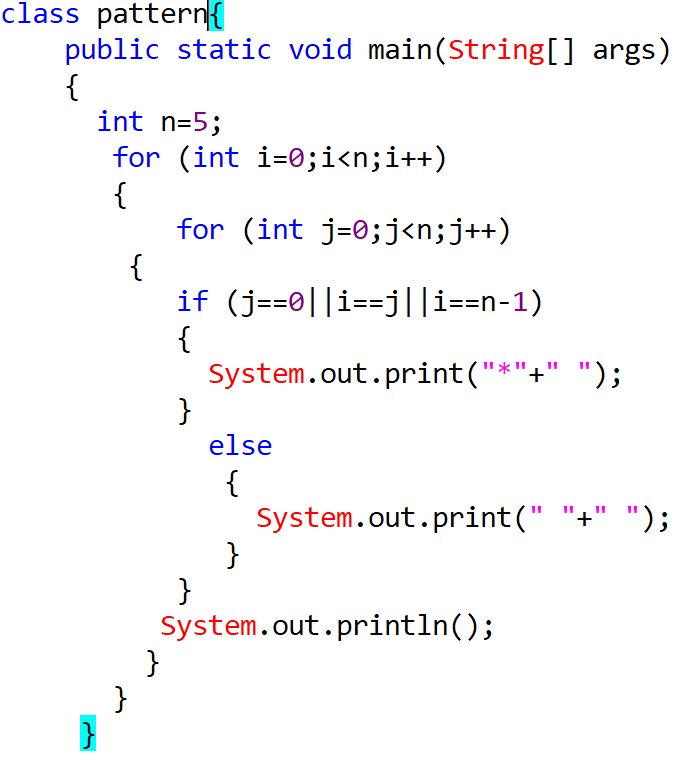 class pattern{
    public static void main(String[] args)
    {
      int n=5;
       for (int i=0;i<n;i++)
       {
           for (int j=0;j<n;j++)
        {
           if (j==0||i==j||i==n-1)
           {
             System.out.print("*"+" ");
           }
             else
              {
                System.out.print(" "+" ");
              }
           }
          System.out.println();
         }
       }
     }